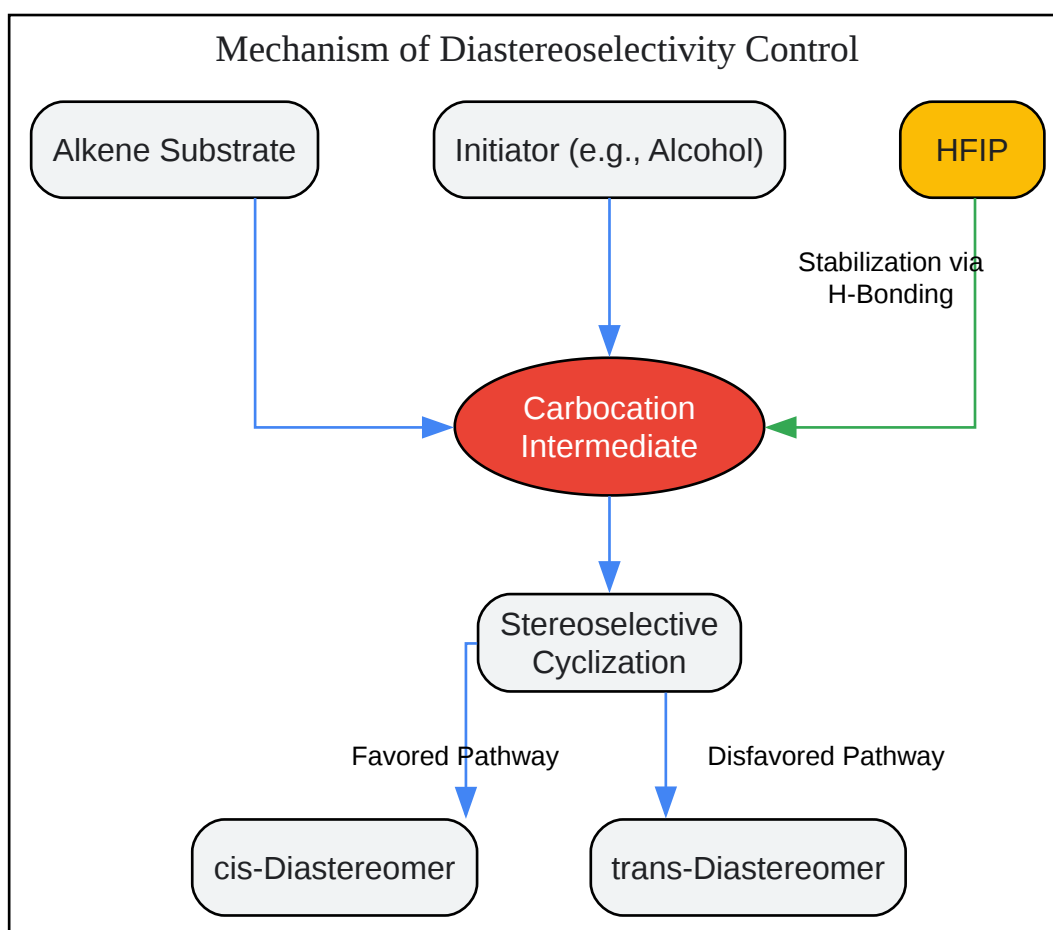 Mechanism of Diastereoselectivity Control
Alkene Substrate
Initiator (e.g., Alcohol)
HFIP
Stabilization via
H-Bonding
Carbocation
Intermediate
Stereoselective
Cyclization
Favored Pathway
Disfavored Pathway
cis-Diastereomer
trans-Diastereomer